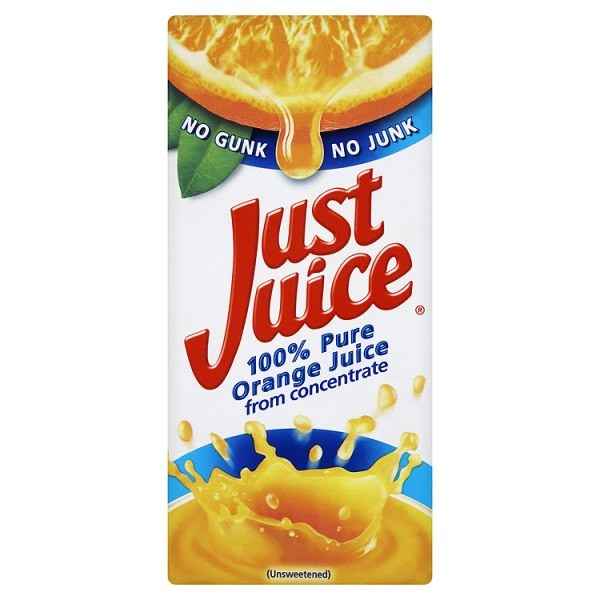 NO GUNK NO JUNK
Just
Juice®
100% Pure
Orange Juice
from concentrate
(Unsweetened)